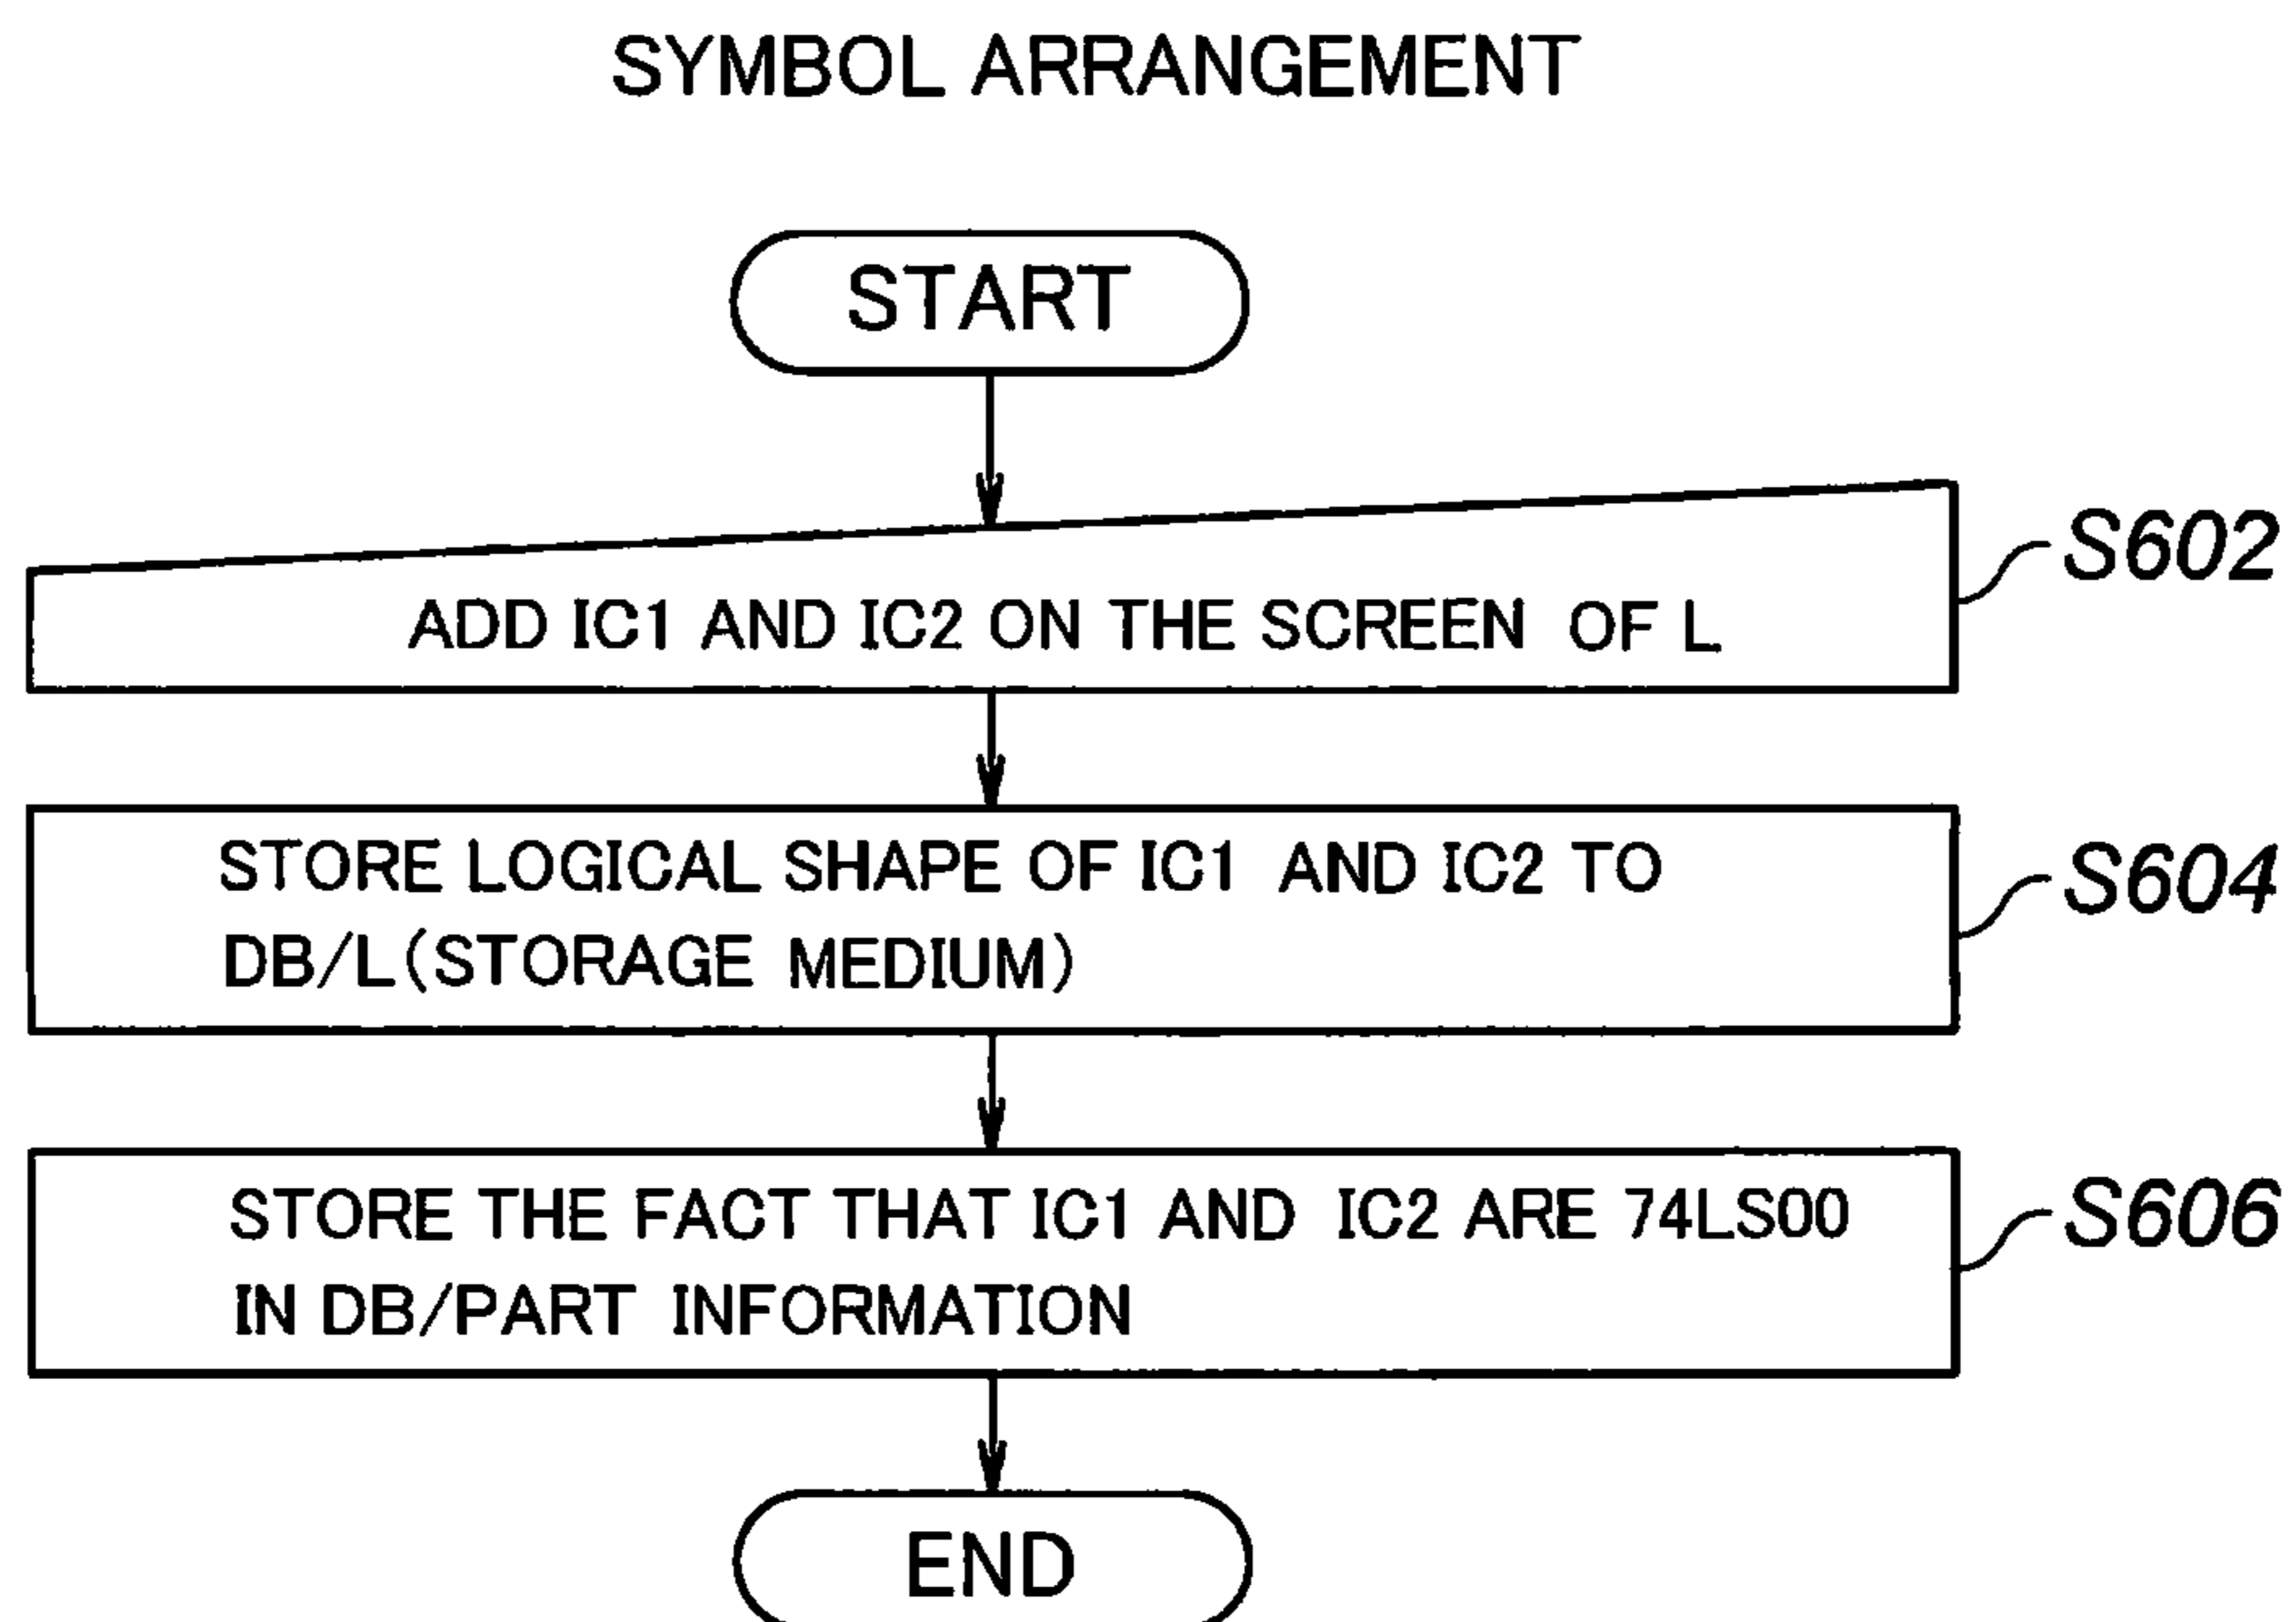 SYMBOL ARRANGEMENT
START
ADD IC1 AND IC2 ON THE SCREEN OF L
S602
STORE LOGICAL SHAPE OF IC1 AND IC2 TO
DB/L(STORAGE MEDIUM)
S604
STORE THE FACT THAT IC1 AND IC2 ARE 74LS00
IN DB/PART INFORMATION
S606
END